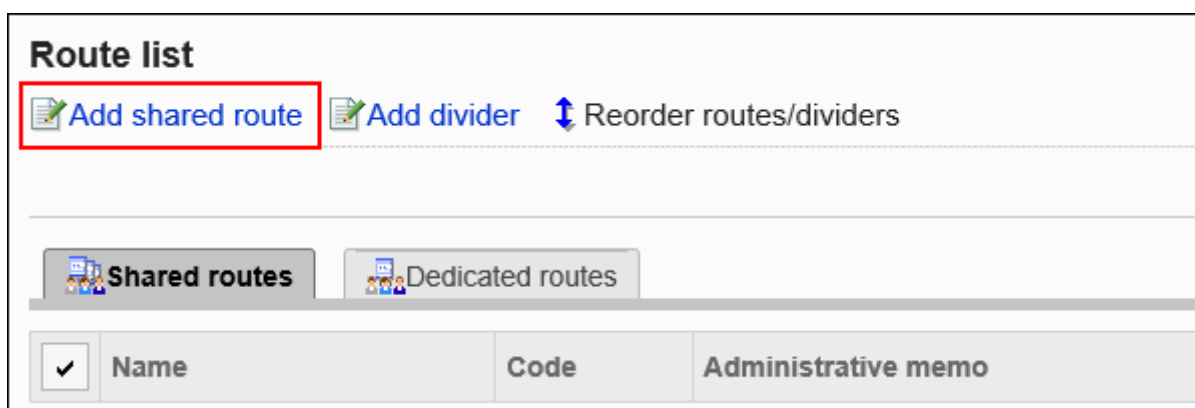 Route list
Add shared route Add divider Reorder routes/dividers
Shared routes Dedicated routes
Name Code Administrative memo